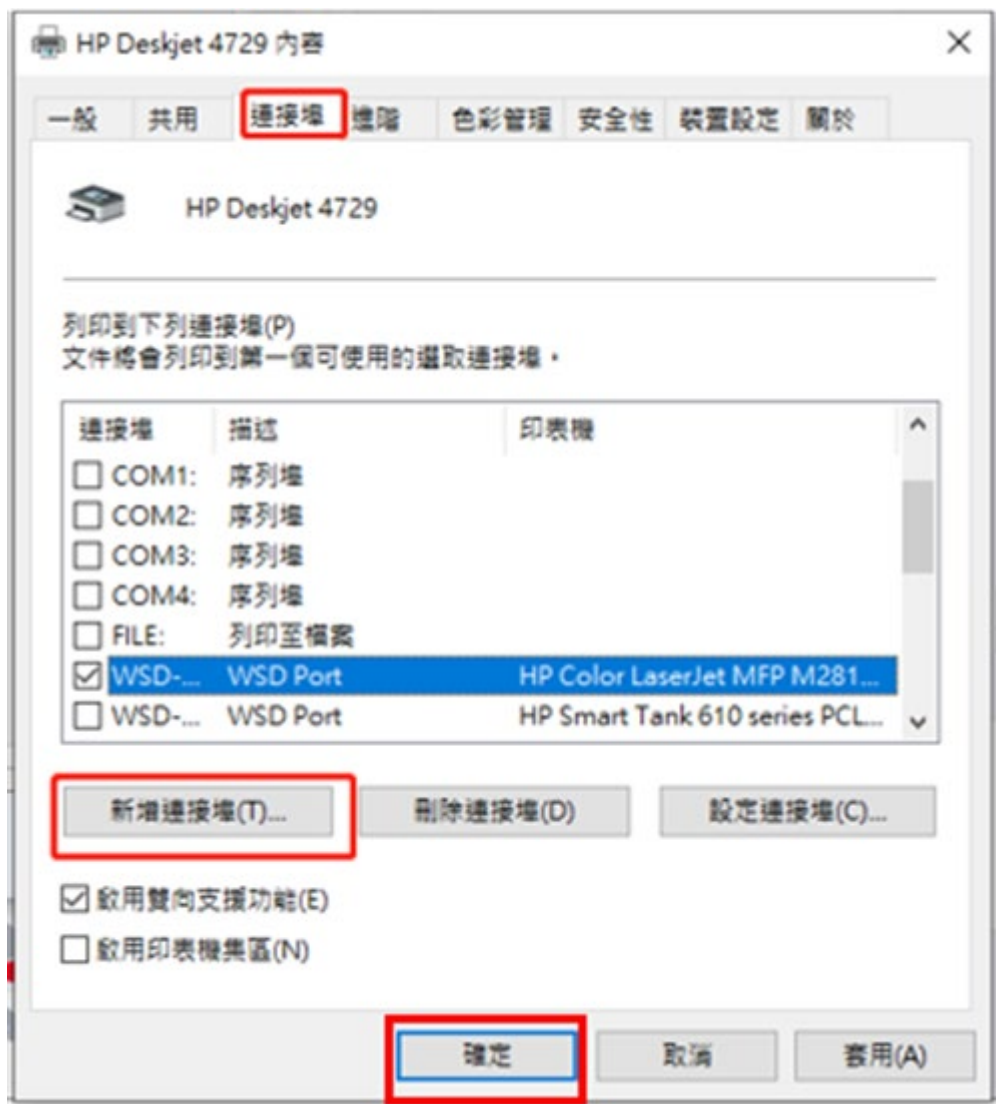 HP Deskjet 4729 內容
一般 共用 連接埠 進階 色彩管理 安全性 裝置設定 關於
HP Deskjet 4729
列印到下列連接埠(P)
文件將會列印到第一個可使用的選取連接埠。
連接埠 描述 印表機
COM1: 序列埠
COM2: 序列埠
COM3: 序列埠
COM4: 序列埠
FILE: 列印至檔案
WSD-... WSD Port HP Color LaserJet MFP M281...
WSD-... WSD Port HP Smart Tank 610 series PCL...
新增連接埠(T)... 刪除連接埠(D) 設定連接埠(C)...
啟用雙向支援功能(E)
啟用印表機集區(N)
確定 取消 套用(A)